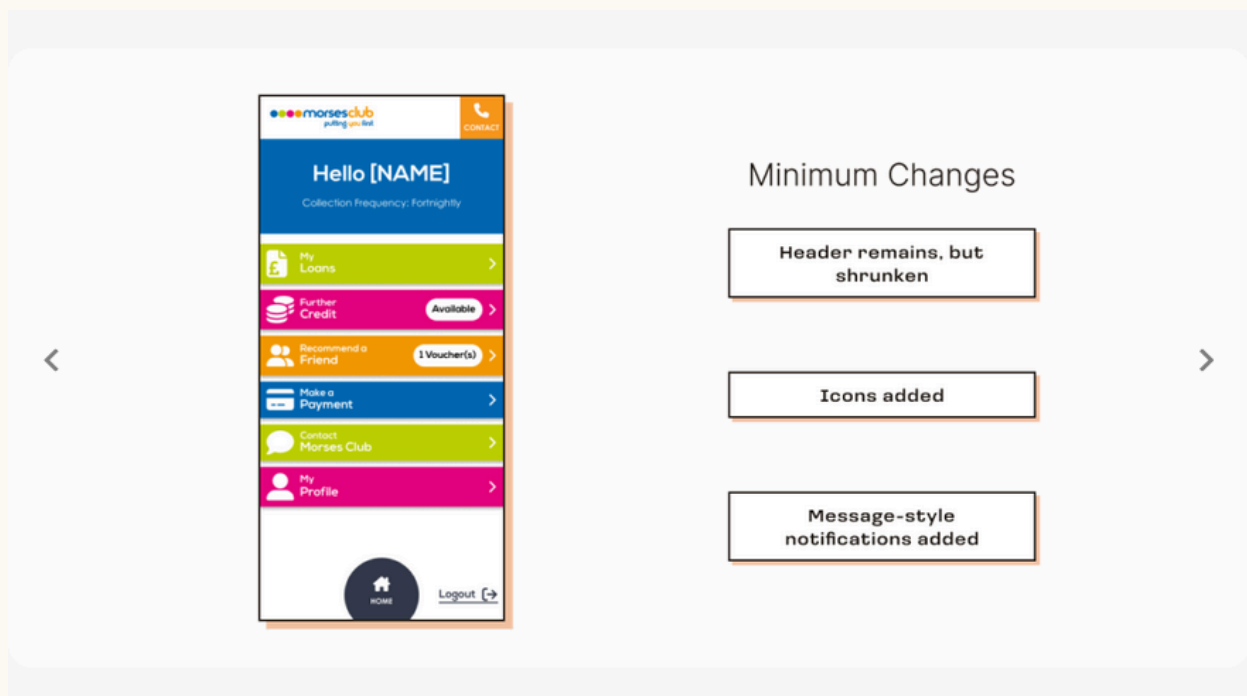 morsesclub
putting you first
CONTACT
Hello [NAME]
Collection Frequency: Fortnightly
My
Loans
Further
Credit
Available
Recommend a
Friend
1 Voucher(s)
Make a
Payment
Contact
Morses Club
My
Profile
HOME
Logout
Minimum Changes
Header remains, but
shrunken
Icons added
Message-style
notifications added